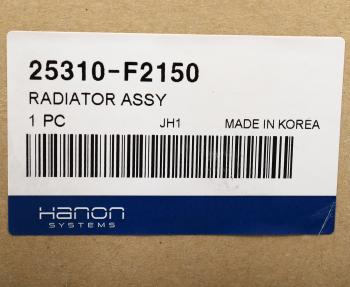 25310-F2150
RADIATOR ASSY
1 PC JH1 MADE IN KOREA
Hanon
SYSTEMS